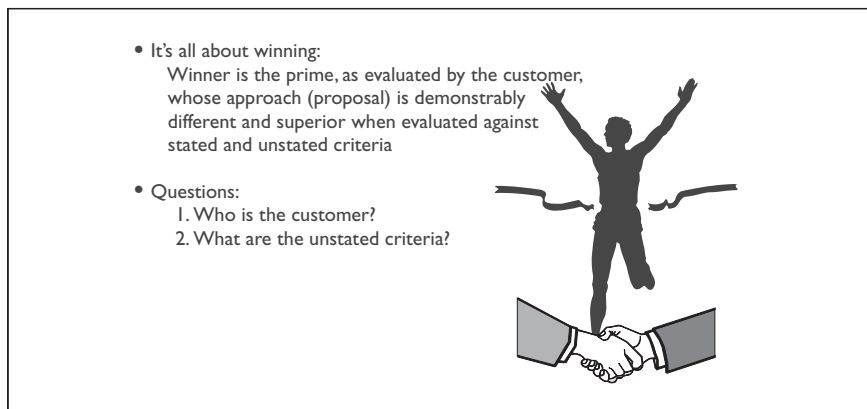 • It's all about winning:
Winner is the prime, as evaluated by the customer,
whose approach (proposal) is demonstrably
different and superior when evaluated against
stated and unstated criteria
• Questions:
1. Who is the customer?
2. What are the unstated criteria?